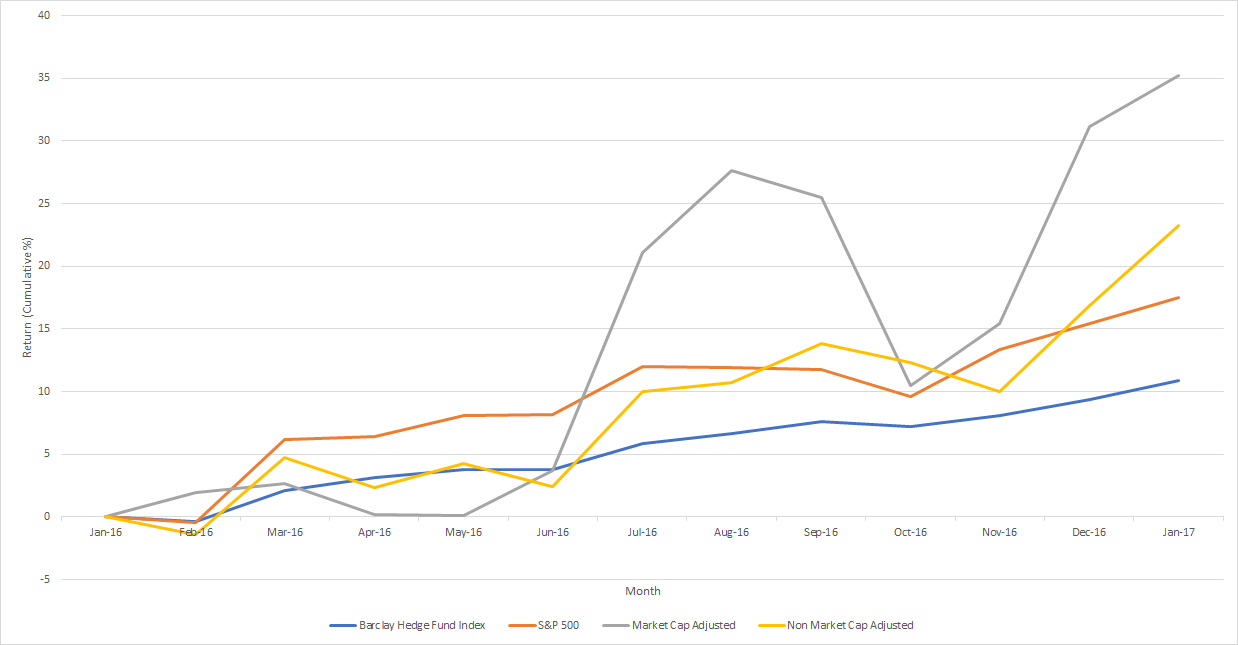 40
35
30
25
20
15
10
5
0
-5
Return (Cumulative %)
Jan-16 Feb-16 Mar-16 Apr-16 May-16 Jun-16 Jul-16 Aug-16 Sep-16 Oct-16 Nov-16 Dec-16 Jan-17
Month
Barclay Hedge Fund Index S&P 500 Market Cap Adjusted Non Market Cap Adjusted